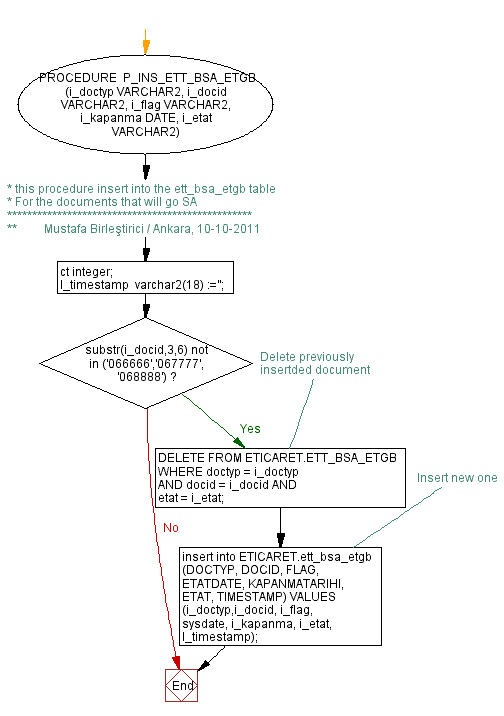 PROCEDURE  P_INS_ETT_BSA_ETGB
(i_doctyp VARCHAR2, i_docid
VARCHAR2, i_flag VARCHAR2,
i_kapanma DATE, i_etat
VARCHAR2)
* this procedure insert into the ett_bsa_etgb table
* For the documents that will go SA
**************************************************
**        Mustafa Birleştirici / Ankara, 10-10-2011
ct integer;
l_timestamp  varchar2(18) :='';
substr(i_docid,3,6) not
in ('066666','067777',
'068888') ?
Delete previously
insertded document
Yes
DELETE FROM ETICARET.ETT_BSA_ETGB
WHERE doctyp = i_doctyp
AND docid = i_docid AND
etat = i_etat;
Insert new one
No
insert into ETICARET.ett_bsa_etgb
(DOCTYP, DOCID, FLAG,
ETATDATE, KAPANMATARIHI,
ETAT, TIMESTAMP) VALUES
(i_doctyp,i_docid, i_flag,
sysdate, i_kapanma, i_etat,
l_timestamp);
End